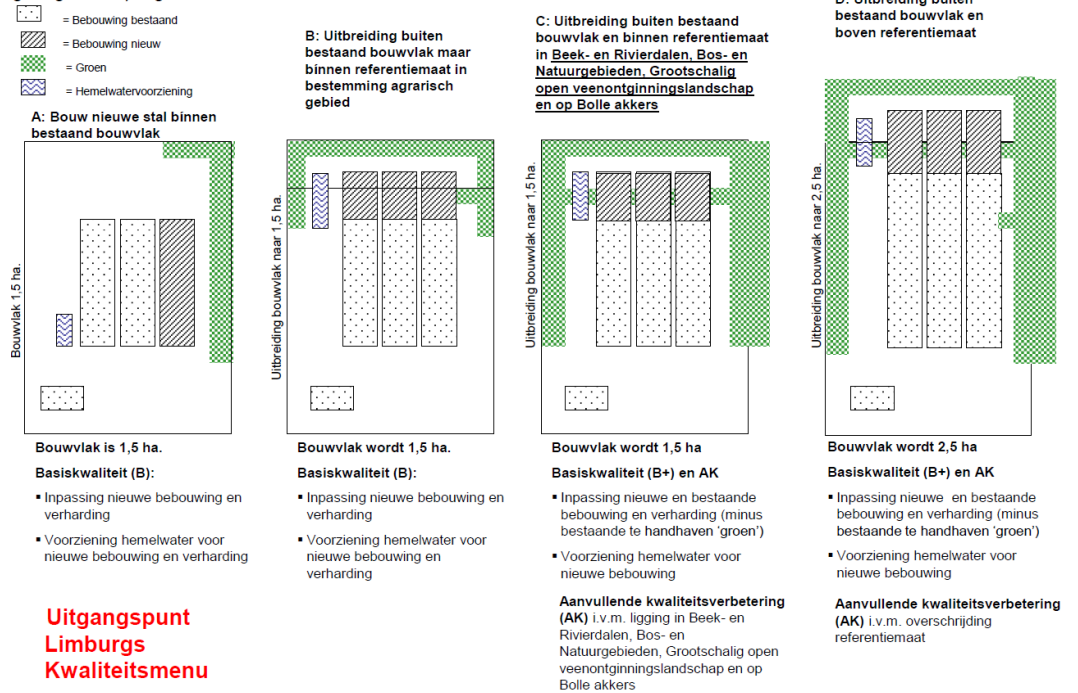 = Bebouwing bestaand
= Bebouwing nieuw
= Groen
= Hemelwatervoorziening
A: Bouw nieuwe stal binnen
bestaand bouwvlak
Bouwvlak 1,5 ha.
Bouwvlak is 1,5 ha.
Basiskwaliteit (B):
▪ Inpassing nieuwe bebouwing en
verharding
▪ Voorziening hemelwater voor
nieuwe bebouwing en verharding
B: Uitbreiding buiten
bestaand bouwvlak maar
bínnen referentiemaat in
bestemming agrarisch
gebied
Uitbreiding bouwvlak naar 1,5 ha.
Bouwvlak wordt 1,5 ha.
Basiskwaliteit (B):
▪ Inpassing nieuwe bebouwing en
verharding
▪ Voorziening hemelwater voor
nieuwe bebouwing en
verharding
C: Uitbreiding buiten bestaand
bouwvlak en binnen referentiemaat
in Beek- en Rivierdalen, Bos- en
Natuurgebieden, Grootschalig
open veenontginningslandschap
en op Bolle akkers
Uitbreiding bouwvlak naar 1,5 ha.
Bouwvlak wordt 1,5 ha
Basiskwaliteit (B+) en AK
▪ Inpassing nieuwe en bestaande
bebouwing en verharding (minus
bestaande te handhaven ‘groen’)
▪ Voorziening hemelwater voor
nieuwe bebouwing
Aanvullende kwaliteitsverbetering
(AK) i.v.m. ligging in Beek- en
Rivierdalen, Bos- en
Natuurgebieden, Grootschalig open
veenontginningslandschap en op
Bolle akkers
D: Uitbreiding buiten
bestaand bouwvlak en
boven referentiemaat
Uitbreiding bouwvlak naar 2,5 ha.
Bouwvlak wordt 2,5 ha
Basiskwaliteit (B+) en AK
▪ Inpassing nieuwe en bestaande
bebouwing en verharding (minus
bestaande te handhaven ‘groen’)
▪ Voorziening hemelwater voor
nieuwe bebouwing
Aanvullende kwaliteitsverbetering
(AK) i.v.m. overschrijding
referentiemaat
Uitgangspunt
Limburgs
Kwaliteitsmenu